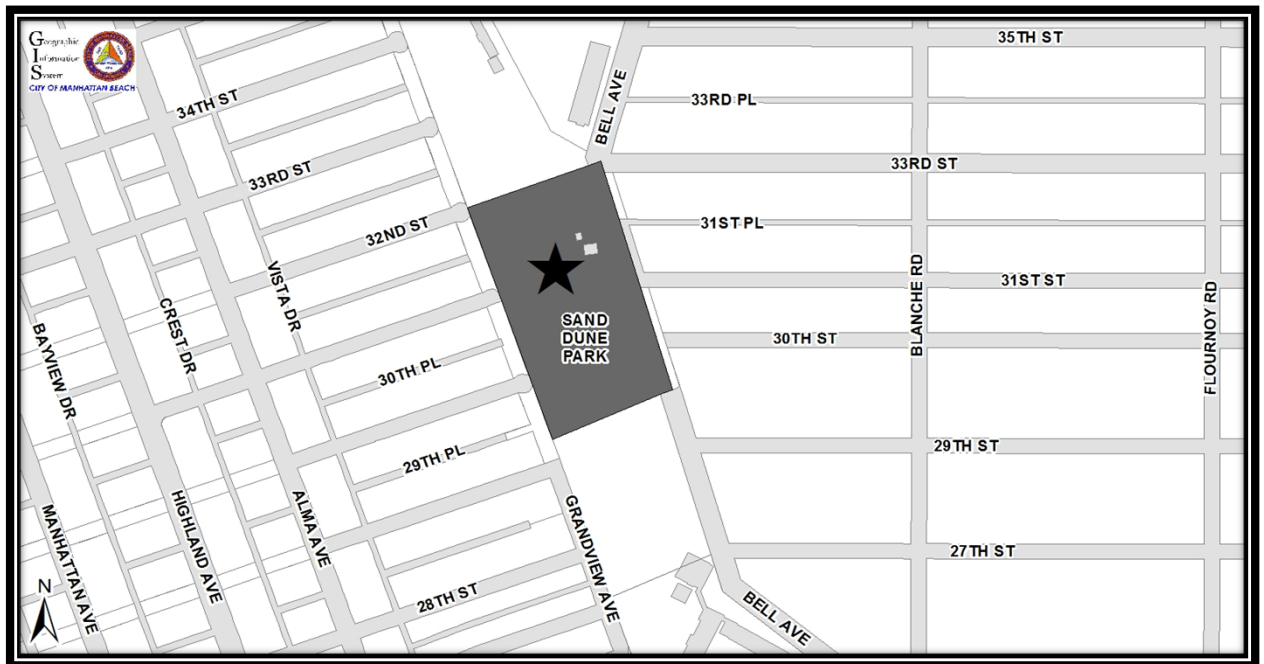 Geographic
Information
System
CITY OF MANHATTAN BEACH
35TH ST
34TH ST
BELL AVE
33RD PL
33RD ST
33RD ST
32ND ST
31ST PL
VISTA DR
CREST DR
BAYVIEW DR
31ST ST
BLANCHE RD
FLOURNOY RD
SAND
DUNE
PARK
30TH ST
30TH PL
29TH PL
29TH ST
MANHATTAN AVE
HIGHLAND AVE
ALMA AVE
GRANDVIEW AVE
27TH ST
28TH ST
BELL AVE
N